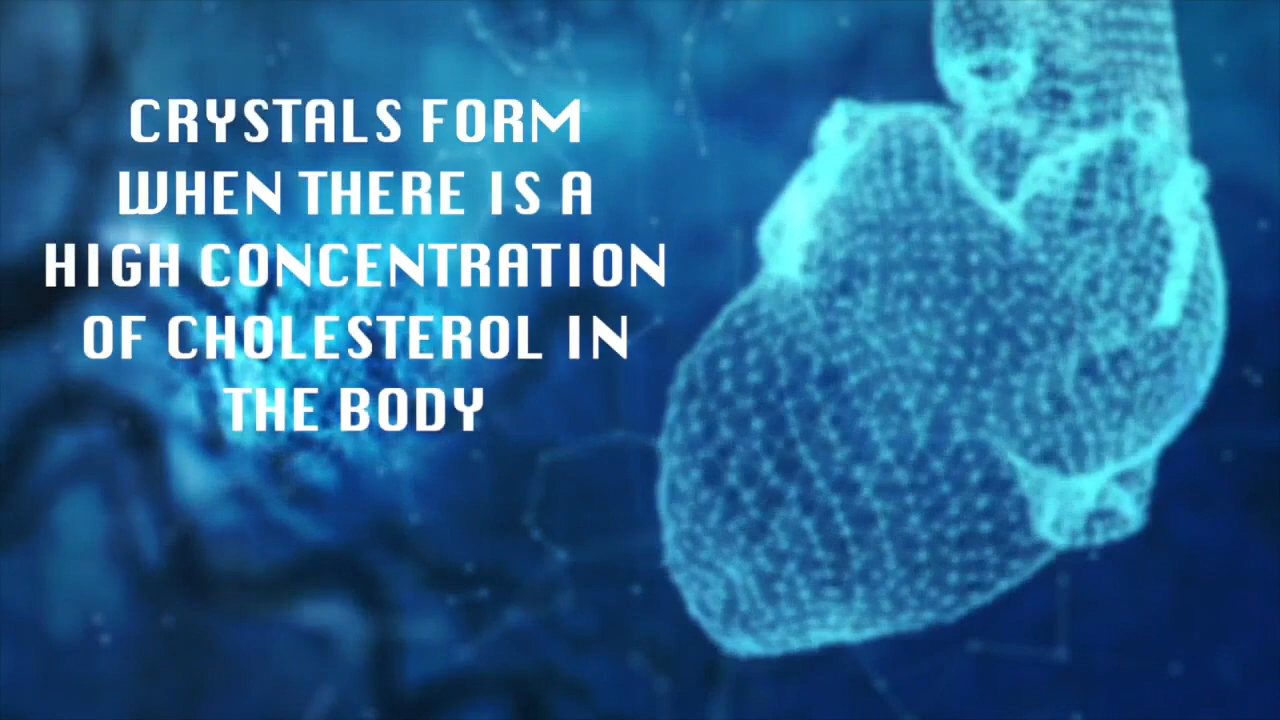 CRYSTALS FORM
WHEN THERE IS A
HIGH CONCENTRATION
OF CHOLESTEROL IN
THE BODY